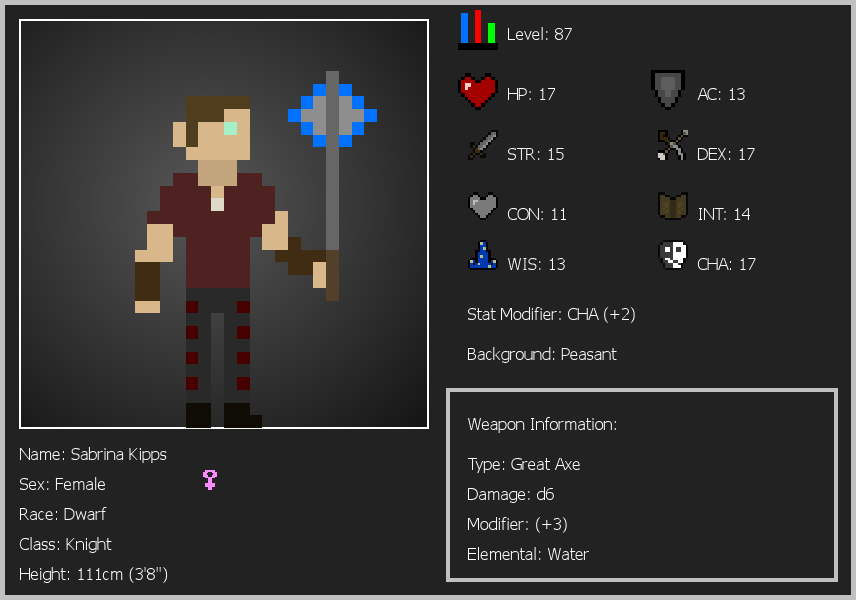 Level: 87
HP: 17
AC: 13
STR: 15
DEX: 17
CON: 11
INT: 14
WIS: 13
CHA: 17
Stat Modifier: CHA (+2)
Background: Peasant
Weapon Information:
Type: Great Axe
Damage: d6
Modifier: (+3)
Elemental: Water
Name: Sabrina Kipps
Sex: Female
Race: Dwarf
Class: Knight
Height: 111cm (3'8")